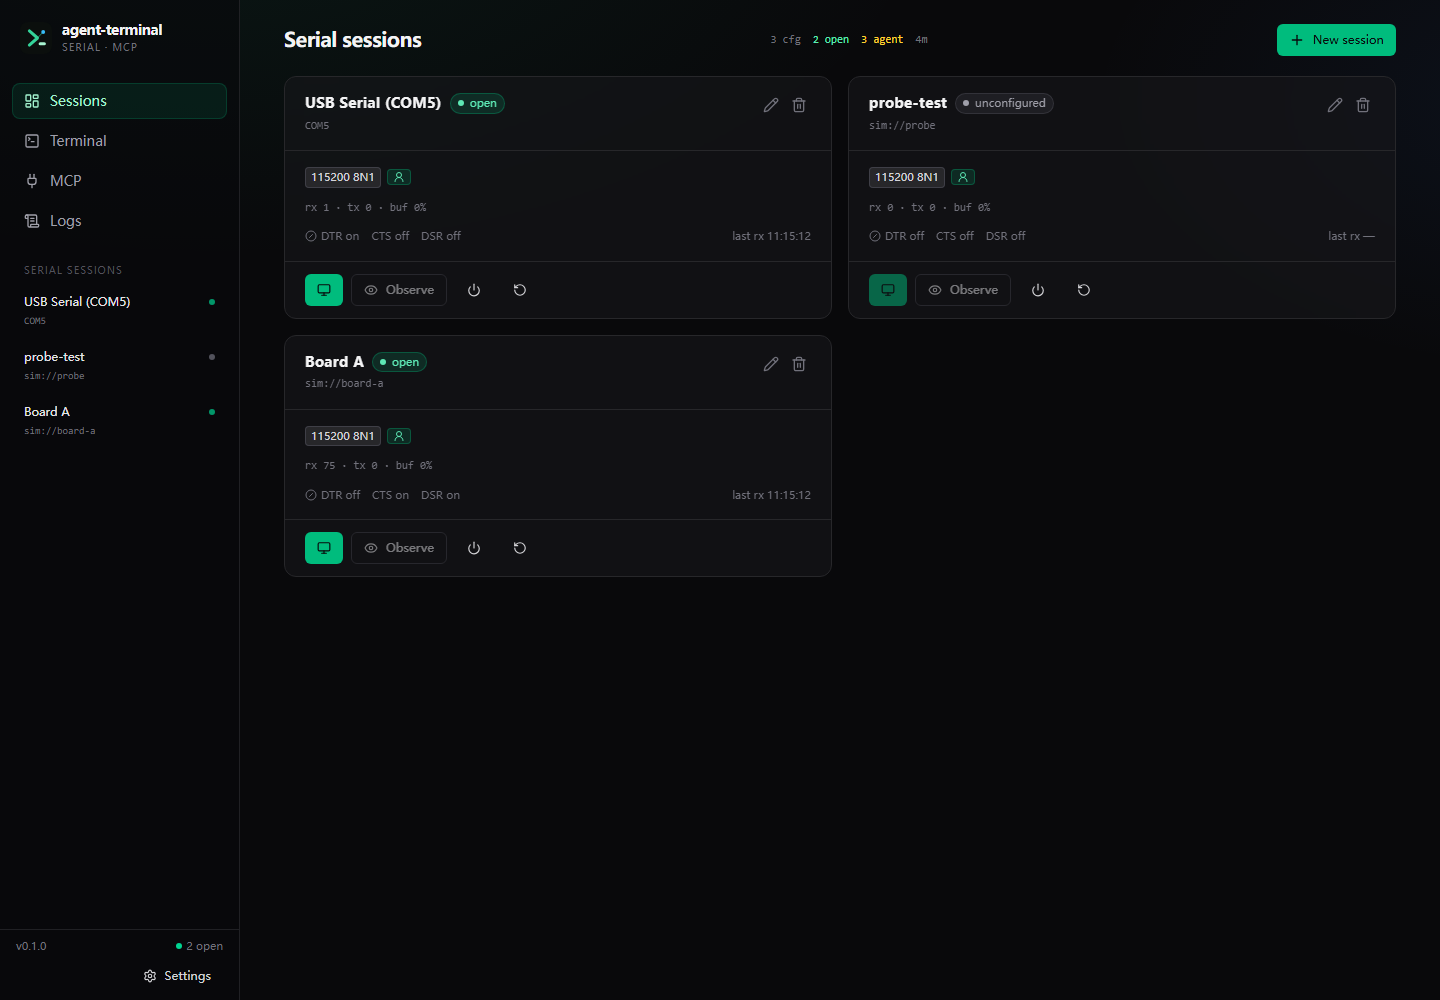 agent-terminal
SERIAL · MCP
Sessions
Terminal
MCP
Logs
SERIAL SESSIONS
USB Serial (COM5)
COM5
probe-test
sim://probe
Board A
sim://board-a
v0.1.0
2 open
Settings
Serial sessions
3 cfg 2 open 3 agent 4m
New session
USB Serial (COM5) open
COM5
115200 8N1
rx 1 · tx 0 · buf 0%
DTR on CTS off DSR off last rx 11:15:12
Observe
probe-test unconfigured
sim://probe
115200 8N1
rx 0 · tx 0 · buf 0%
DTR off CTS off DSR off last rx —
Observe
Board A open
sim://board-a
115200 8N1
rx 75 · tx 0 · buf 0%
DTR off CTS on DSR on last rx 11:15:12
Observe